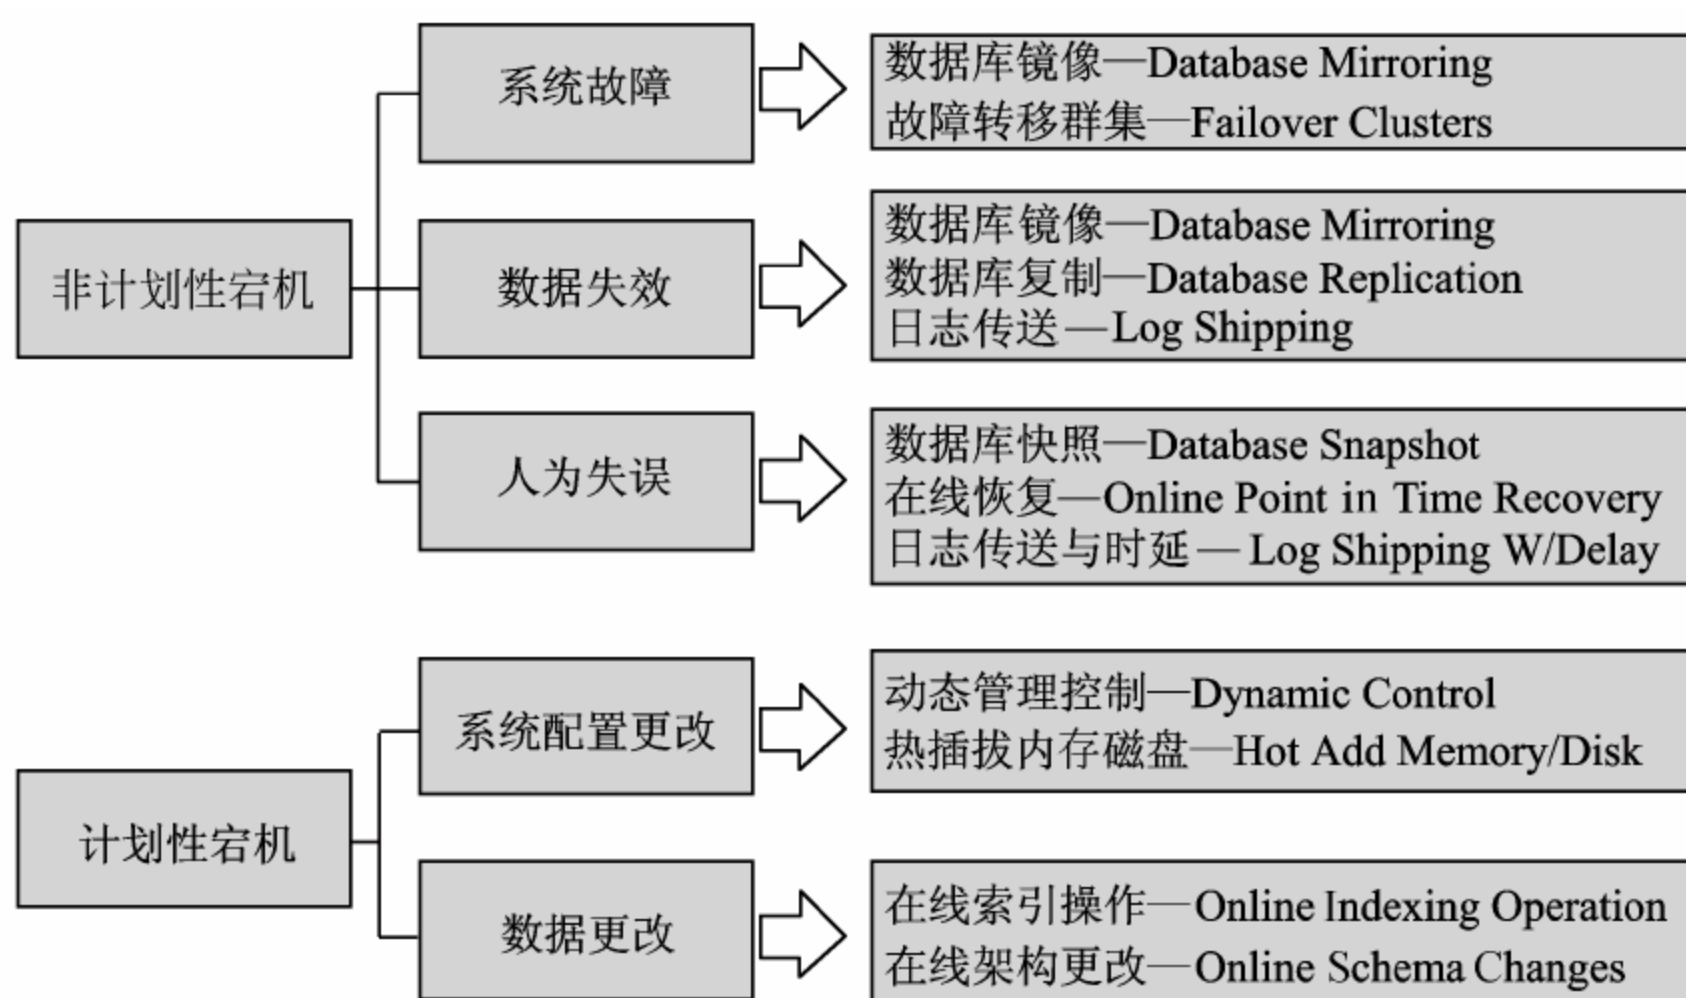 系统故障
数据库镜像—Database Mirroring
故障转移群集—Failover Clusters
非计划性宕机
数据失效
数据库镜像—Database Mirroring
数据库复制—Database Replication
日志传送—Log Shipping
人为失误
数据库快照—Database Snapshot
在线恢复—Online Point in Time Recovery
日志传送与时延— Log Shipping W/Delay
计划性宕机
系统配置更改
动态管理控制—Dynamic Control
热插拔内存磁盘—Hot Add Memory/Disk
数据更改
在线索引操作—Online Indexing Operation
在线架构更改—Online Schema Changes